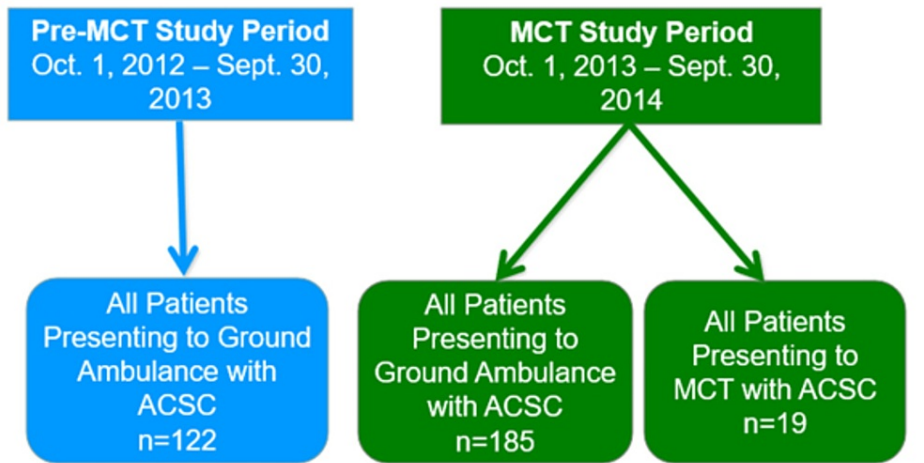 Pre-MCT Study Period
Oct. 1, 2012 – Sept. 30,
2013
MCT Study Period
Oct. 1, 2013 – Sept. 30,
2014
All Patients
Presenting to Ground
Ambulance with
ACSC
n=122
All Patients
Presenting to
Ground Ambulance
with ACSC
n=185
All Patients
Presenting to
MCT with ACSC
n=19